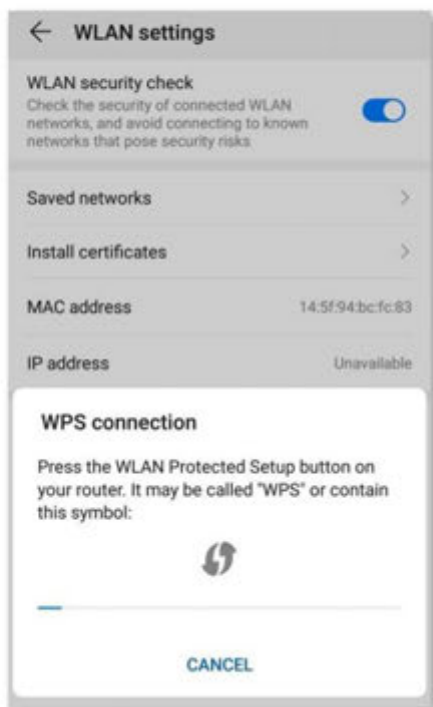 WLAN settings
WLAN security check
Check the security of connected WLAN
networks, and avoid connecting to known
networks that pose security risks
Saved networks
Install certificates
MAC address 14:5f:94:bc:fc:83
IP address Unavailable
WPS connection
Press the WLAN Protected Setup button on
your router. It may be called "WPS" or contain
this symbol:
CANCEL